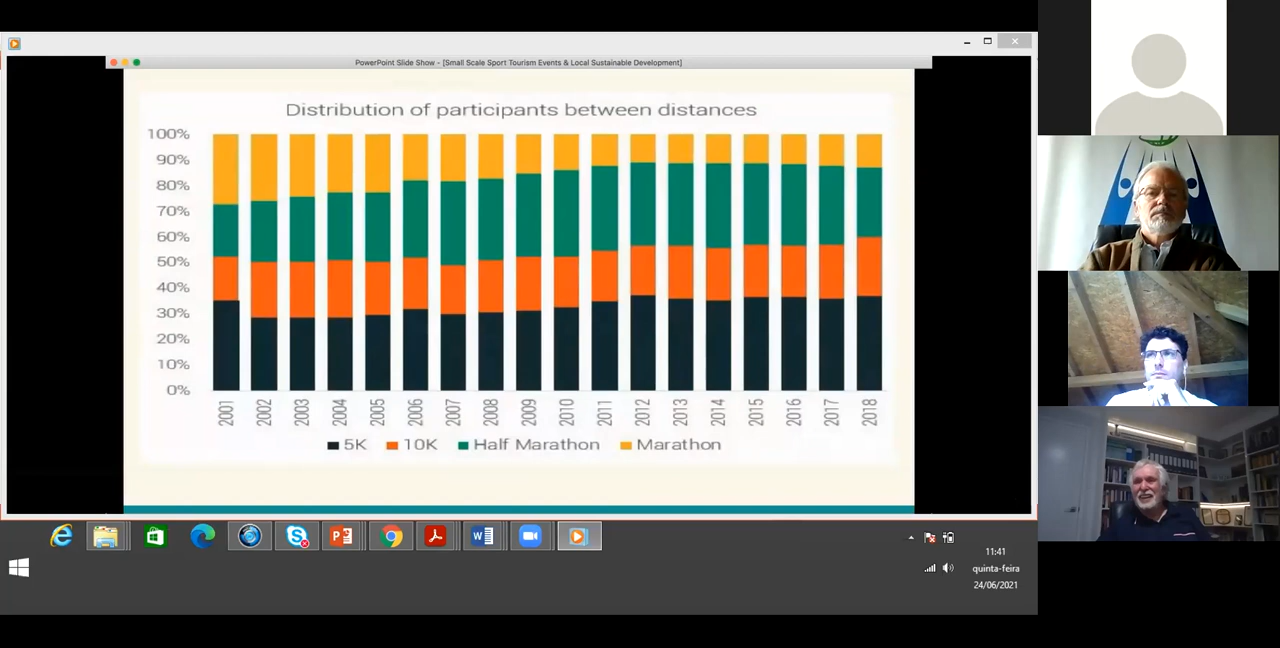 PowerPoint Slide Show - [Small Scale Sport Tourism Events & Local Sustainable Development]
Distribution of participants between distances
100%
90%
80%
70%
60%
50%
40%
30%
20%
10%
0%
2001 2002 2003 2004 2005 2006 2007 2008 2009 2010 2011 2012 2013 2014 2015 2016 2017 2018
5K 10K Half Marathon Marathon
11:41
quinta-feira
24/06/2021